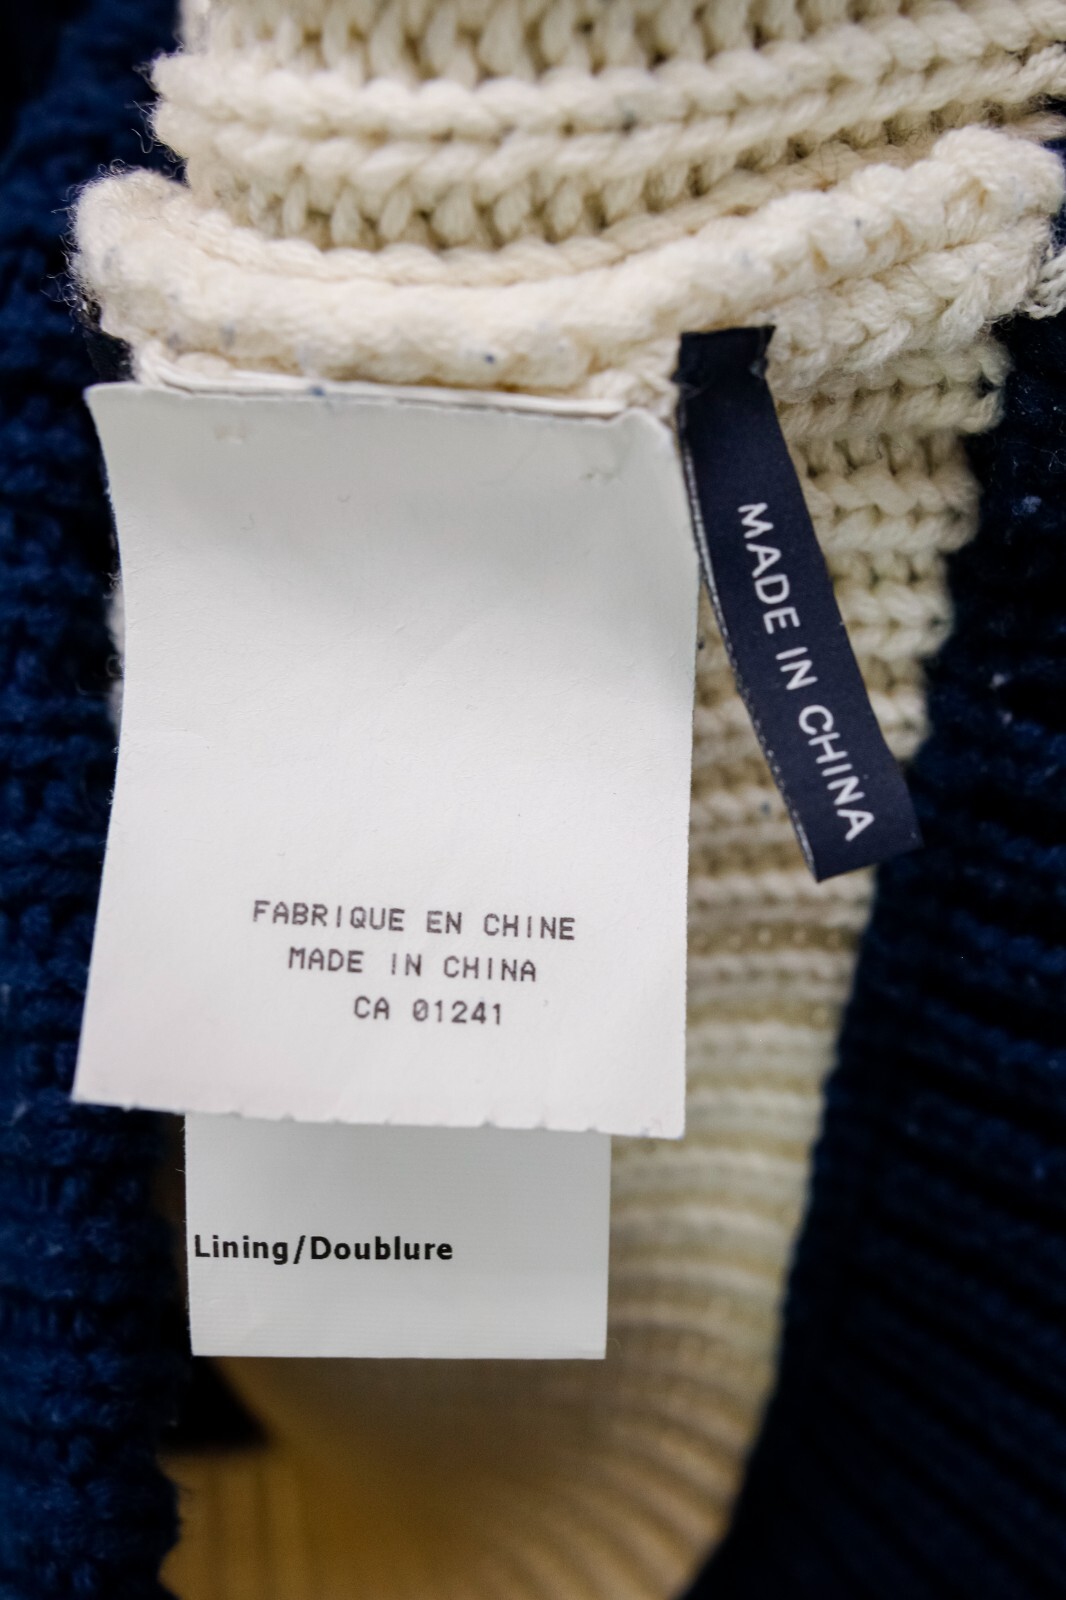 MADE IN CHINA
FABRIQUE EN CHINE
MADE IN CHINA
CA 01241
Lining/Doublure